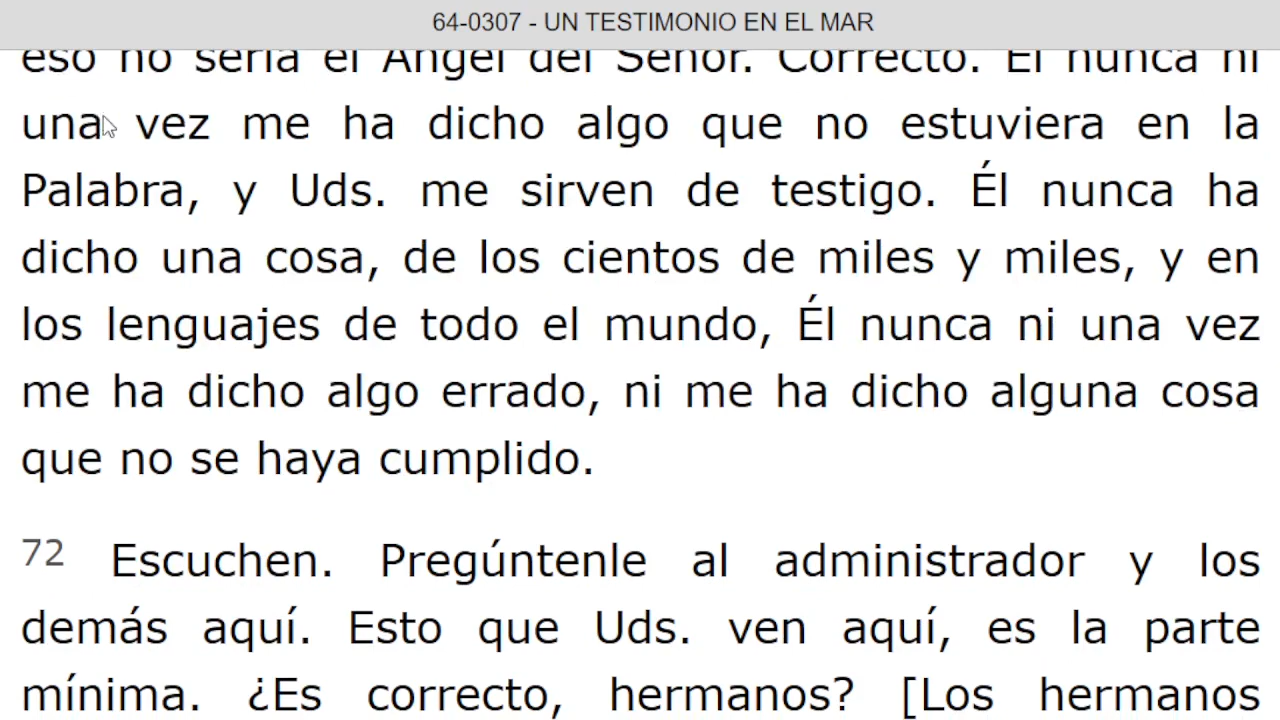 64-0307 - UN TESTIMONIO EN EL MAR
eso no sería el Ángel del Señor. Correcto. Él nunca ni
una vez me ha dicho algo que no estuviera en la
Palabra, y Uds. me sirven de testigo. Él nunca ha
dicho una cosa, de los cientos de miles y miles, y en
los lenguajes de todo el mundo, Él nunca ni una vez
me ha dicho algo errado, ni me ha dicho alguna cosa
que no se haya cumplido.
72 Escuchen. Pregúntenle al administrador y los
demás aquí. Esto que Uds. ven aquí, es la parte
mínima. ¿Es correcto, hermanos? [Los hermanos